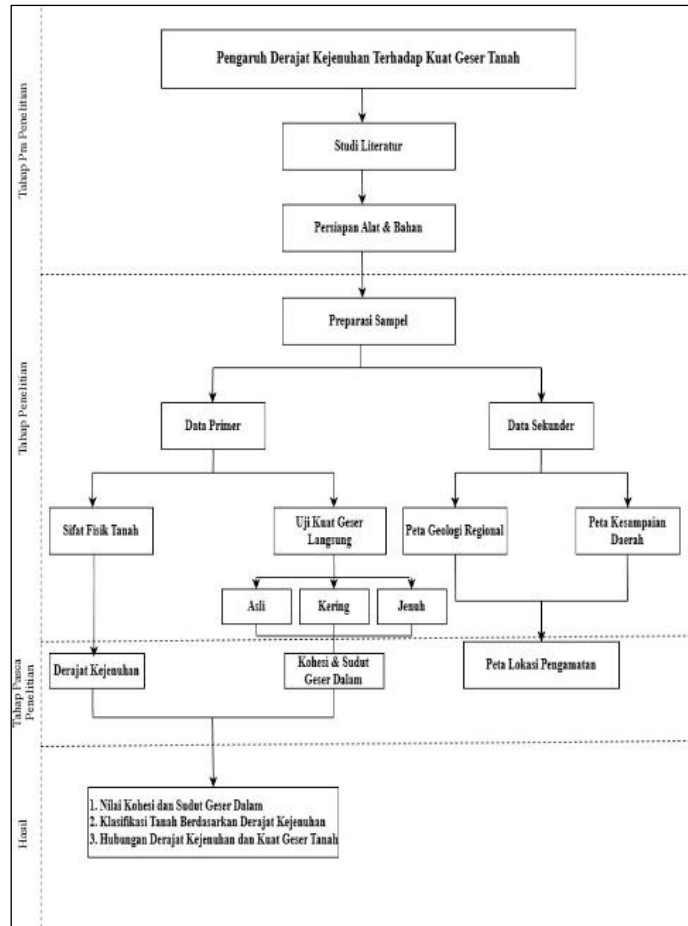 Pengaruh Derajat Kejenuhan Terhadap Kuat Geser Tanah
Tahap Pra Penelitian
Studi Literatur
Persiapan Alat & Bahan
Tahap Penelitian
Preparasi Sampel
Data Primer
Data Sekunder
Sifat Fisik Tanah
Uji Kuat Geser
Langsung
Peta Geologi Regional
Peta Kesampaian
Daerah
Asli
Kering
Jenuh
Tahap Pasca
Penelitian
Derajat Kejenuhan
Kohesi & Sudut
Geser Dalam
Peta Lokasi Pengamatan
Hasil
1. Nilai Kohesi dan Sudut Geser Dalam
2. Klasifikasi Tanah Berdasarkan Derajat Kejenuhan
3. Hubungan Derajat Kejenuhan dan Kuat Geser Tanah